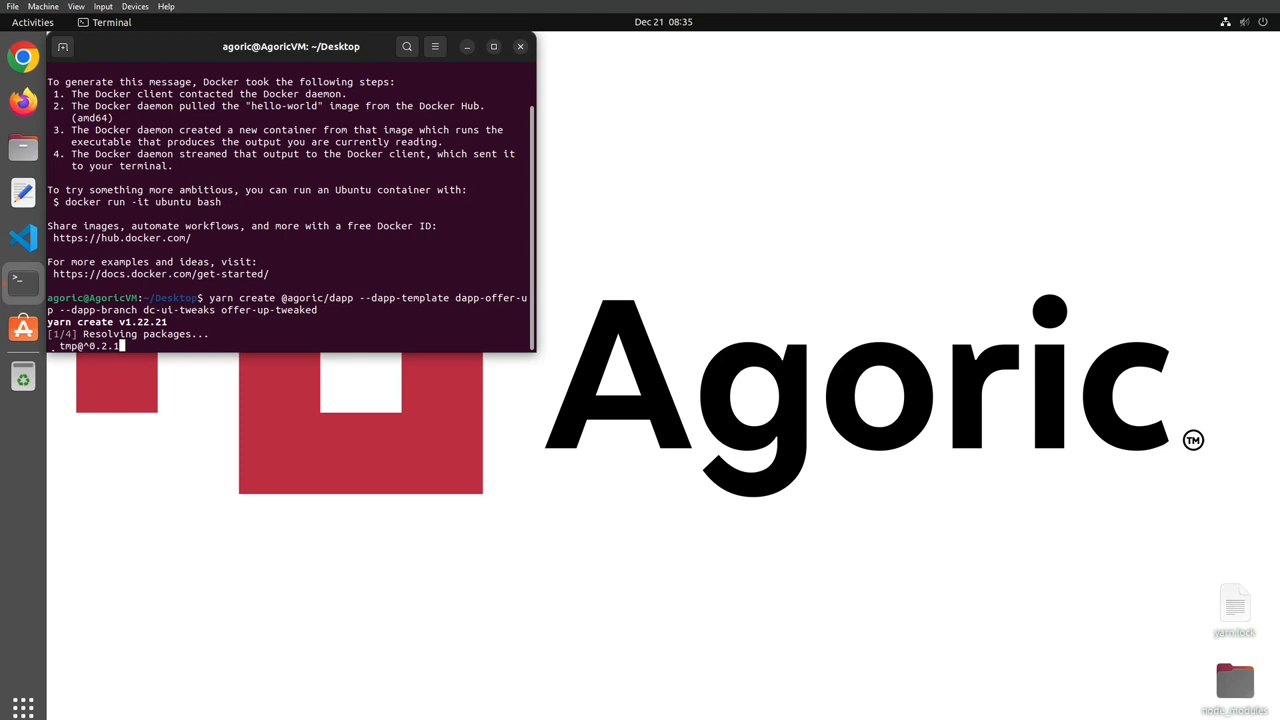 File Machine View Input Devices Help
Activities Terminal Dec 21 08:35
agoric@AgoricVM: ~/Desktop
To generate this message, Docker took the following steps:
1. The Docker client contacted the Docker daemon.
2. The Docker daemon pulled the "hello-world" image from the Docker Hub.
(amd64)
3. The Docker daemon created a new container from that image which runs the
executable that produces the output you are currently reading.
4. The Docker daemon streamed that output to the Docker client, which sent it
to your terminal.
To try something more ambitious, you can run an Ubuntu container with:
$ docker run -it ubuntu bash
Share images, automate workflows, and more with a free Docker ID:
https://hub.docker.com/
For more examples and ideas, visit:
https://docs.docker.com/get-started/
agoric@AgoricVM:~/Desktop$ yarn create @agoric/dapp --dapp-template dapp-offer-u
p --dapp-branch dc-ui-tweaks offer-up-tweaked
yarn create v1.22.21
[1/4] Resolving packages...
tmp@^0.2.1
Agoric
TM
yarn.lock
node_modules